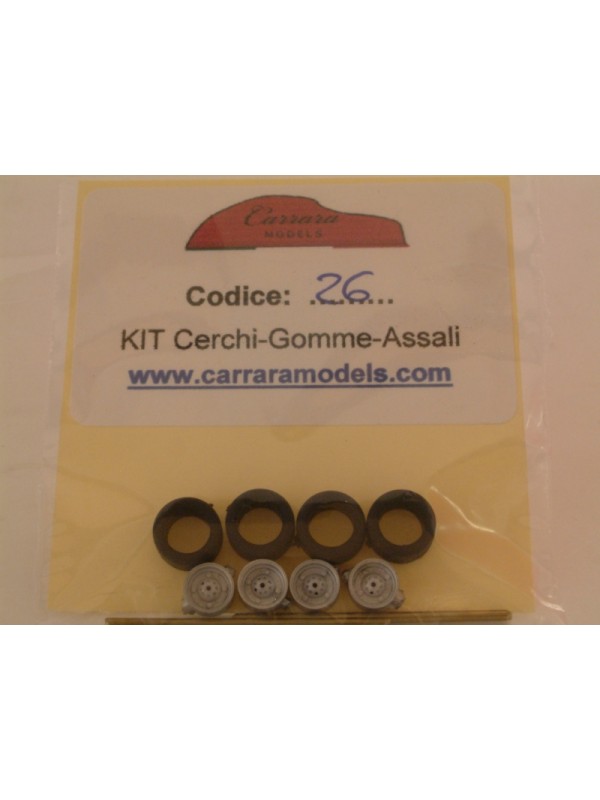 Carrara
MODELS
Codice: 26
KIT Cerchi-Gomme-Assali
www.carraramodels.com